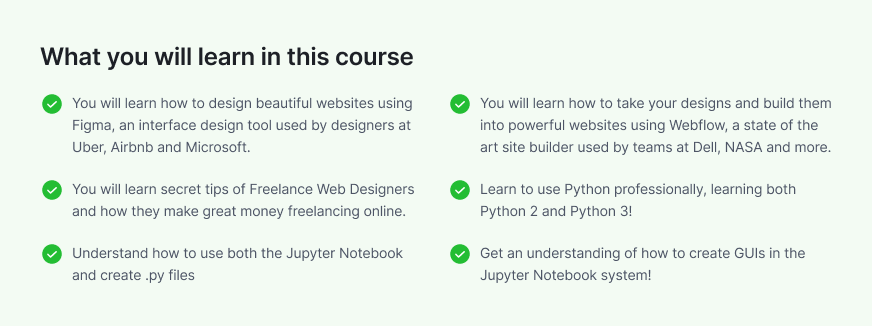 What you will learn in this course
You will learn how to design beautiful websites using
Figma, an interface design tool used by designers at
Uber, Airbnb and Microsoft.
You will learn secret tips of Freelance Web Designers
and how they make great money freelancing online.
Understand how to use both the Jupyter Notebook
and create .py files
You will learn how to take your designs and build them
into powerful websites using Webflow, a state of the
art site builder used by teams at Dell, NASA and more.
Learn to use Python professionally, learning both
Python 2 and Python 3!
Get an understanding of how to create GUIs in the
Jupyter Notebook system!